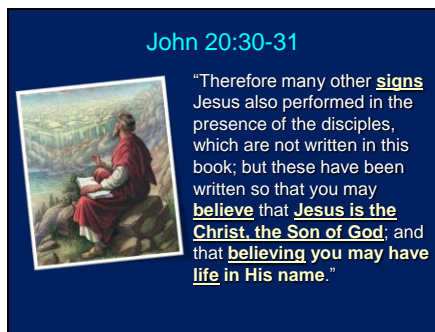 John 20:30-31
“Therefore many other signs
Jesus also performed in the
presence of the disciples,
which are not written in this
book; but these have been
written so that you may
believe that Jesus is the
Christ, the Son of God; and
that believing you may have
life in His name.”